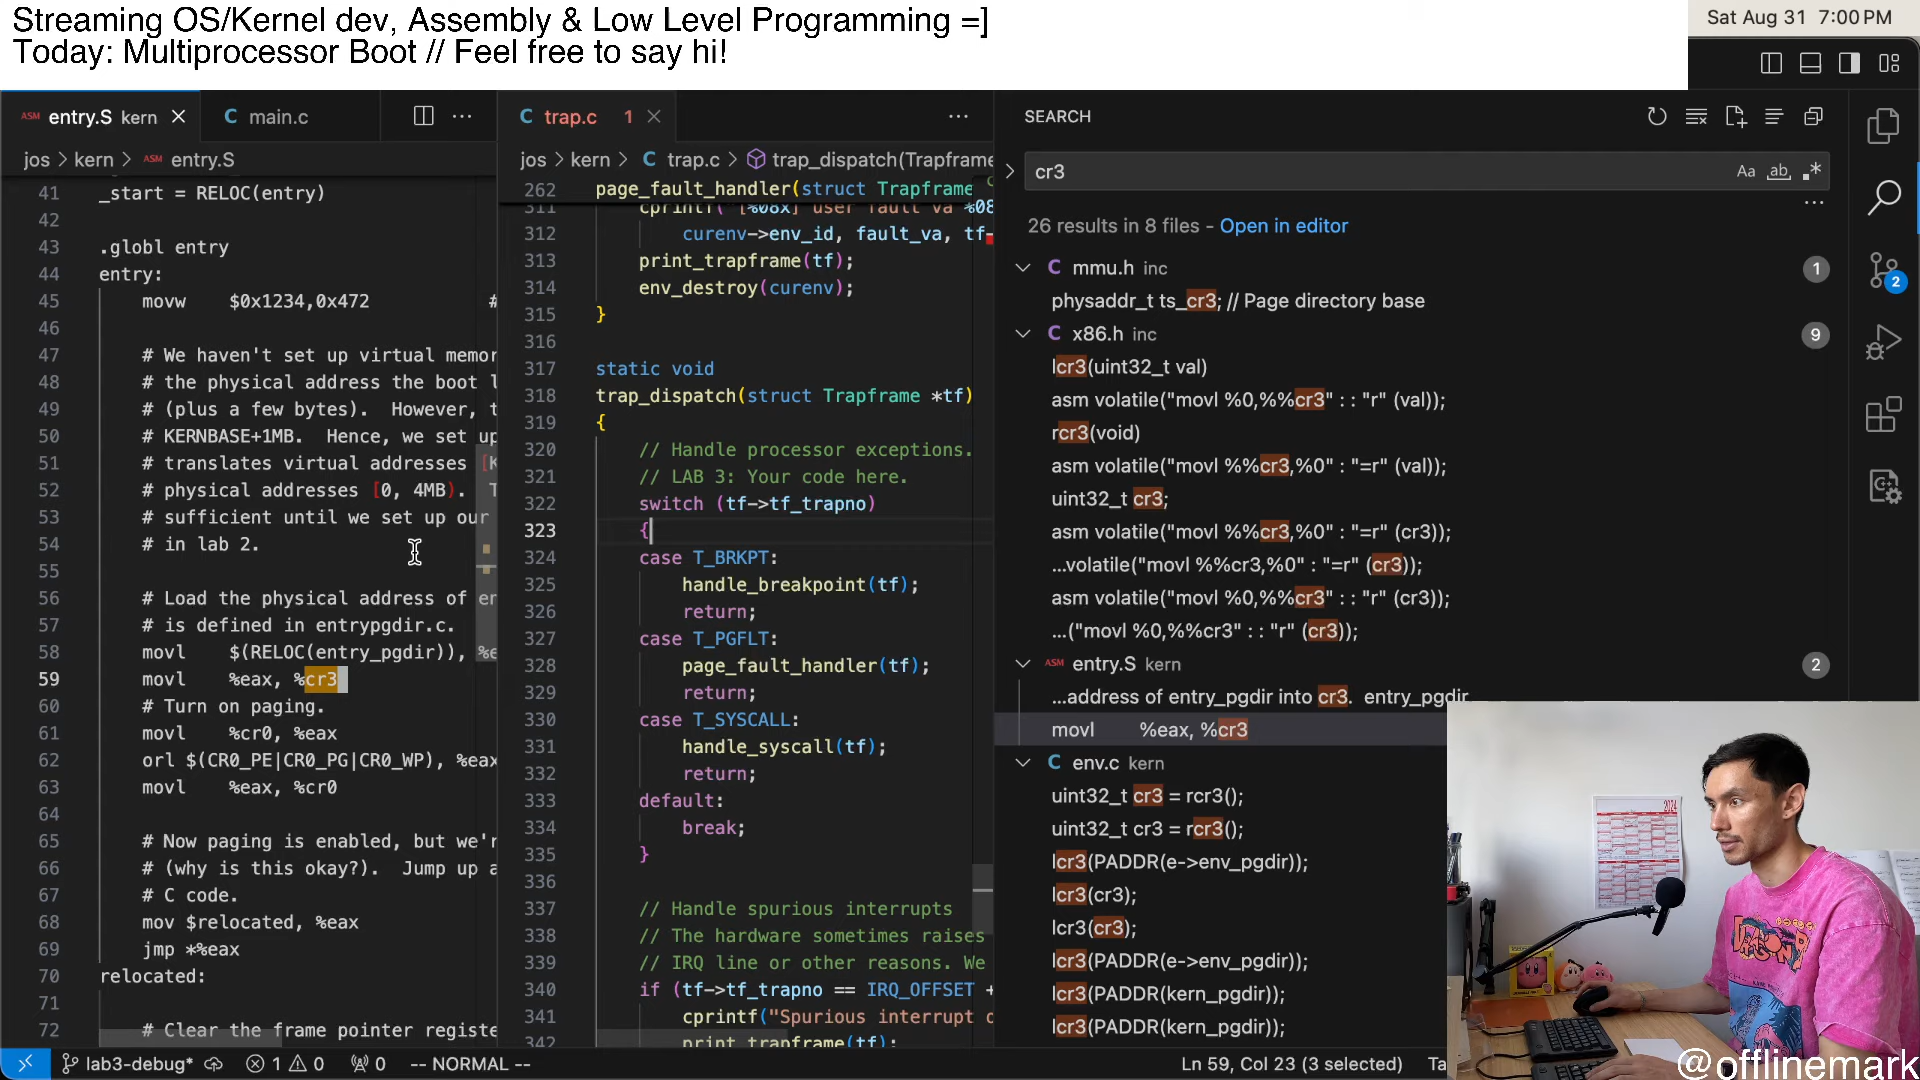 Streaming OS/Kernel dev, Assembly & Low Level Programming =]
Today: Multiprocessor Boot // Feel free to say hi!
Sat Aug 31 7:00 PM
ASM entry.S kern
C main.c
jos > kern > ASM entry.S
41 _start = RELOC(entry)
42
43 .globl entry
44 entry:
45 movw $0x1234,0x472 #
46
47 # We haven't set up virtual memor
48 # the physical address the boot l
49 # (plus a few bytes). However, t
50 # KERNBASE+1MB. Hence, we set up
51 # translates virtual addresses [K
52 # physical addresses [0, 4MB). T
53 # sufficient until we set up our
54 # in lab 2.
55
56 # Load the physical address of en
57 # is defined in entrypgdir.c.
58 movl $(RELOC(entry_pgdir)), %e
59 movl %eax, %cr3
60 # Turn on paging.
61 movl %cr0, %eax
62 orl $(CR0_PE|CR0_PG|CR0_WP), %eax
63 movl %eax, %cr0
64
65 # Now paging is enabled, but we'r
66 # (why is this okay?). Jump up a
67 # C code.
68 mov $relocated, %eax
69 jmp *%eax
70 relocated:
71
72 # Clear the frame pointer registe
C trap.c 1
jos > kern > C trap.c > trap_dispatch(Trapframe
262 page_fault_handler(struct Trapframe
311 cprintf("[%08x] user fault va %08
312 curenv->env_id, fault_va, tf-
313 print_trapframe(tf);
314 env_destroy(curenv);
315 }
316
317 static void
318 trap_dispatch(struct Trapframe *tf)
319 {
320 // Handle processor exceptions.
321 // LAB 3: Your code here.
322 switch (tf->tf_trapno)
323 {
324 case T_BRKPT:
325 handle_breakpoint(tf);
326 return;
327 case T_PGFLT:
328 page_fault_handler(tf);
329 return;
330 case T_SYSCALL:
331 handle_syscall(tf);
332 return;
333 default:
334 break;
335 }
336
337 // Handle spurious interrupts
338 // The hardware sometimes raises
339 // IRQ line or other reasons. We
340 if (tf->tf_trapno == IRQ_OFFSET +
341 cprintf("Spurious interrupt o
342 print_trapframe(tf);
SEARCH
cr3
Aa ab
26 results in 8 files - Open in editor
C mmu.h inc 1
physaddr_t ts_cr3; // Page directory base
C x86.h inc 9
lcr3(uint32_t val)
asm volatile("movl %0,%%cr3" : : "r" (val));
rcr3(void)
asm volatile("movl %%cr3,%0" : "=r" (val));
uint32_t cr3;
asm volatile("movl %%cr3,%0" : "=r" (cr3));
...volatile("movl %%cr3,%0" : "=r" (cr3));
asm volatile("movl %0,%%cr3" : : "r" (cr3));
...("movl %0,%%cr3" : : "r" (cr3));
ASM entry.S kern 2
...address of entry_pgdir into cr3. entry_pgdir
movl %eax, %cr3
C env.c kern
uint32_t cr3 = rcr3();
uint32_t cr3 = rcr3();
lcr3(PADDR(e->env_pgdir));
lcr3(cr3);
lcr3(cr3);
lcr3(PADDR(e->env_pgdir));
lcr3(PADDR(kern_pgdir));
lcr3(PADDR(kern_pgdir));
2
2024
lab3-debug* 1 0 0 -- NORMAL --
Ln 59, Col 23 (3 selected) Ta
@offlinemark